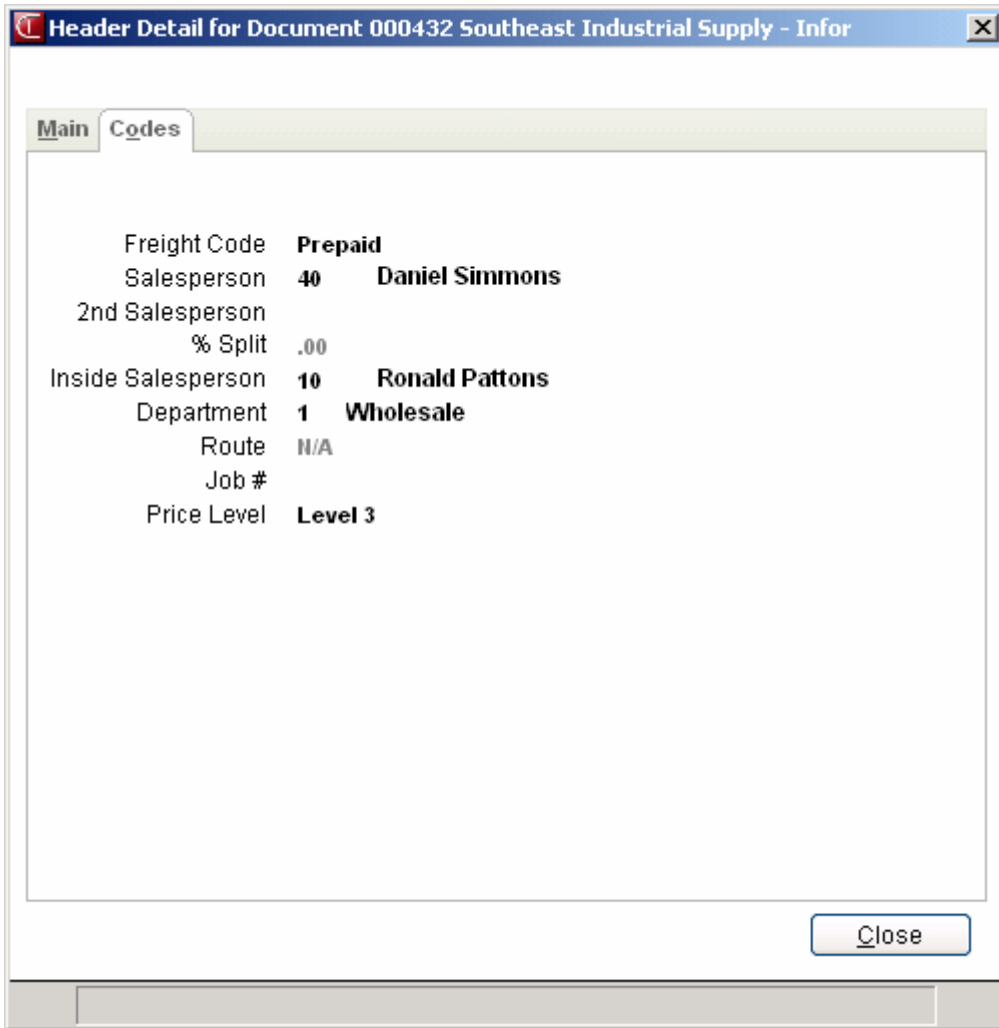 Header Detail for Document 000432 Southeast Industrial Supply - Infor
Main Codes
Freight Code Prepaid
Salesperson 40 Daniel Simmons
2nd Salesperson
% Split .00
Inside Salesperson 10 Ronald Pattons
Department 1 Wholesale
Route N/A
Job #
Price Level Level 3
Close